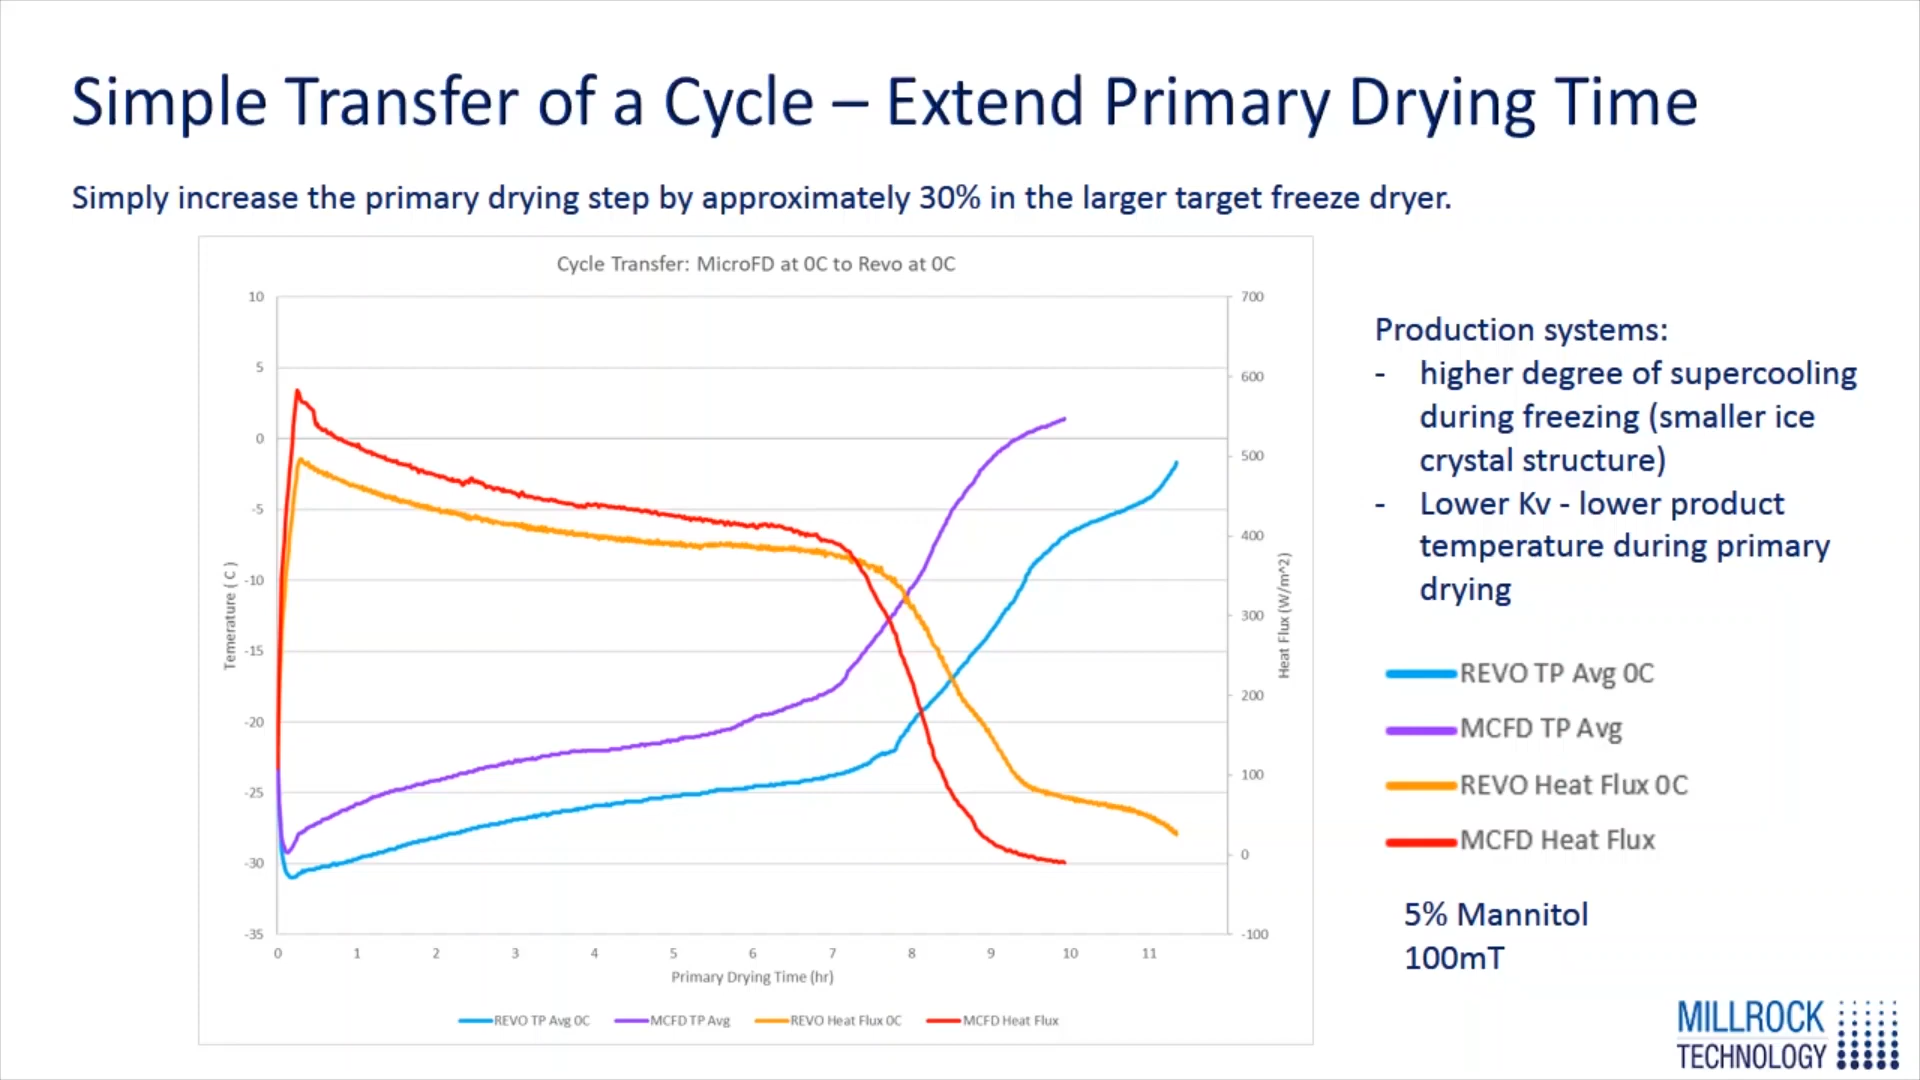 Simple Transfer of a Cycle – Extend Primary Drying Time
Simply increase the primary drying step by approximately 30% in the larger target freeze dryer.
Cycle Transfer: MicroFD at 0C to Revo at 0C
10
5
0
-5
-10
-15
-20
-25
-30
-35
Temerature ( C )
700
600
500
400
300
200
100
0
-100
Heat Flux (W/m^2)
0 1 2 3 4 5 6 7 8 9 10 11
Primary Drying Time (hr)
REVO TP Avg 0C MCFD TP Avg REVO Heat Flux 0C MCFD Heat Flux
Production systems:
- higher degree of supercooling
during freezing (smaller ice
crystal structure)
- Lower Kv - lower product
temperature during primary
drying
REVO TP Avg 0C
MCFD TP Avg
REVO Heat Flux 0C
MCFD Heat Flux
5% Mannitol
100mT
MILLROCK
TECHNOLOGY